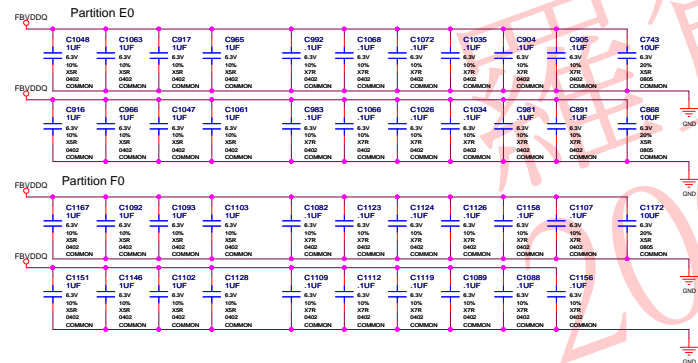 Partition E0
FBVDDQ
C1048 C1063 C917 C965 C992 C1068 C1072 C1035 C904 C905 C743
1UF 1UF 1UF 1UF .1UF .1UF .1UF .1UF .1UF .1UF 10UF
6.3V 6.3V 6.3V 6.3V 6.3V 6.3V 6.3V 6.3V 6.3V 6.3V 6.3V
10% 10% 10% 10% 10% 10% 10% 10% 10% 10% 20%
X5R X5R X5R X5R X7R X7R X7R X7R X7R X7R X5R
0402 0402 0402 0402 0402 0402 0402 0402 0402 0402 0805
COMMON COMMON COMMON COMMON COMMON COMMON COMMON COMMON COMMON COMMON COMMON
FBVDDQ
C916 C966 C1047 C1061 C983 C1066 C1026 C1034 C981 C891 C868
1UF 1UF 1UF 1UF .1UF .1UF .1UF .1UF .1UF .1UF 10UF
GND
6.3V 6.3V 6.3V 6.3V 6.3V 6.3V 6.3V 6.3V 6.3V 6.3V 6.3V
10% 10% 10% 10% 10% 10% 10% 10% 10% 10% 20%
X5R X5R X5R X5R X7R X7R X7R X7R X7R X7R X5R
0402 0402 0402 0402 0402 0402 0402 0402 0402 0402 0805
COMMON COMMON COMMON COMMON COMMON COMMON COMMON COMMON COMMON COMMON COMMON
Partition F0
FBVDDQ
GND
C1167 C1092 C1093 C1103 C1082 C1123 C1124 C1126 C1158 C1107 C1172
1UF 1UF 1UF 1UF .1UF .1UF .1UF .1UF .1UF .1UF 10UF
6.3V 6.3V 6.3V 6.3V 6.3V 6.3V 6.3V 6.3V 6.3V 6.3V 6.3V
10% 10% 10% 10% 10% 10% 10% 10% 10% 10% 20%
X5R X5R X5R X5R X7R X7R X7R X7R X7R X7R X5R
0402 0402 0402 0402 0402 0402 0402 0402 0402 0402 0805
COMMON COMMON COMMON COMMON COMMON COMMON COMMON COMMON COMMON COMMON COMMON
FBVDDQ
C1151 C1146 C1102 C1128 C1109 C1112 C1119 C1089 C1088 C1156
1UF 1UF 1UF 1UF .1UF .1UF .1UF .1UF .1UF .1UF
GND
6.3V 6.3V 6.3V 6.3V 6.3V 6.3V 6.3V 6.3V 6.3V 6.3V
10% 10% 10% 10% 10% 10% 10% 10% 10% 10%
X7R X7R X7R X7R X7R X7R X7R X7R X7R X7R
0402 0402 0402 0402 0402 0402 0402 0402 0402 0402
COMMON COMMON COMMON COMMON COMMON COMMON COMMON COMMON COMMON COMMON
GND
羅
20